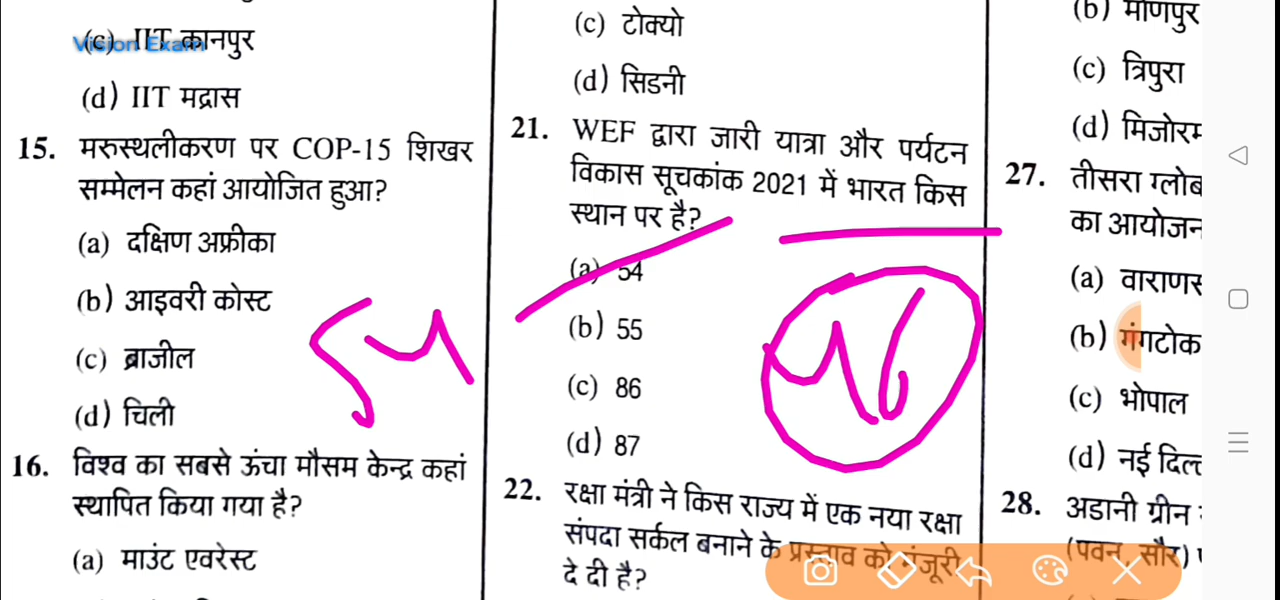 (c) IIT कानपुर
Vision Exam
(d) IIT मद्रास
15. मरुस्थलीकरण पर COP-15 शिखर
सम्मेलन कहां आयोजित हुआ?
(a) दक्षिण अफ्रीका
(b) आइवरी कोस्ट
(c) ब्राजील
(d) चिली
16. विश्व का सबसे ऊंचा मौसम केन्द्र कहां
स्थापित किया गया है?
(a) माउंट एवरेस्ट
54
(c) टोक्यो
(d) सिडनी
21. WEF द्वारा जारी यात्रा और पर्यटन
विकास सूचकांक 2021 में भारत किस
स्थान पर है?
(a) 54
(b) 55
(c) 86
(d) 87
46
22. रक्षा मंत्री ने किस राज्य में एक नया रक्षा
संपदा सर्कल बनाने के प्रस्ताव को मंजूरी
दे दी है?
(b) मणिपुर
(c) त्रिपुरा
(d) मिजोरम
27. तीसरा ग्लोब
का आयोजन
(a) वाराणस
(b) गंगटोक
(c) भोपाल
(d) नई दिल्
28. अडानी ग्रीन
(पवन, सौर)